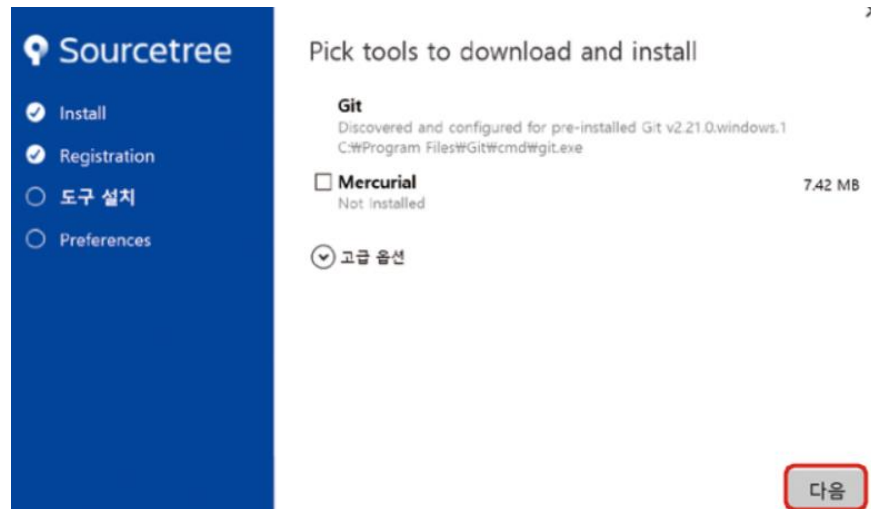 Sourcetree
Install
Registration
도구 설치
Preferences
Pick tools to download and install
Git
Discovered and configured for pre-installed Git v2.21.0.windows.1
C:₩Program Files₩Git₩cmd₩git.exe
Mercurial 7.42 MB
Not Installed
고급 옵션
다음